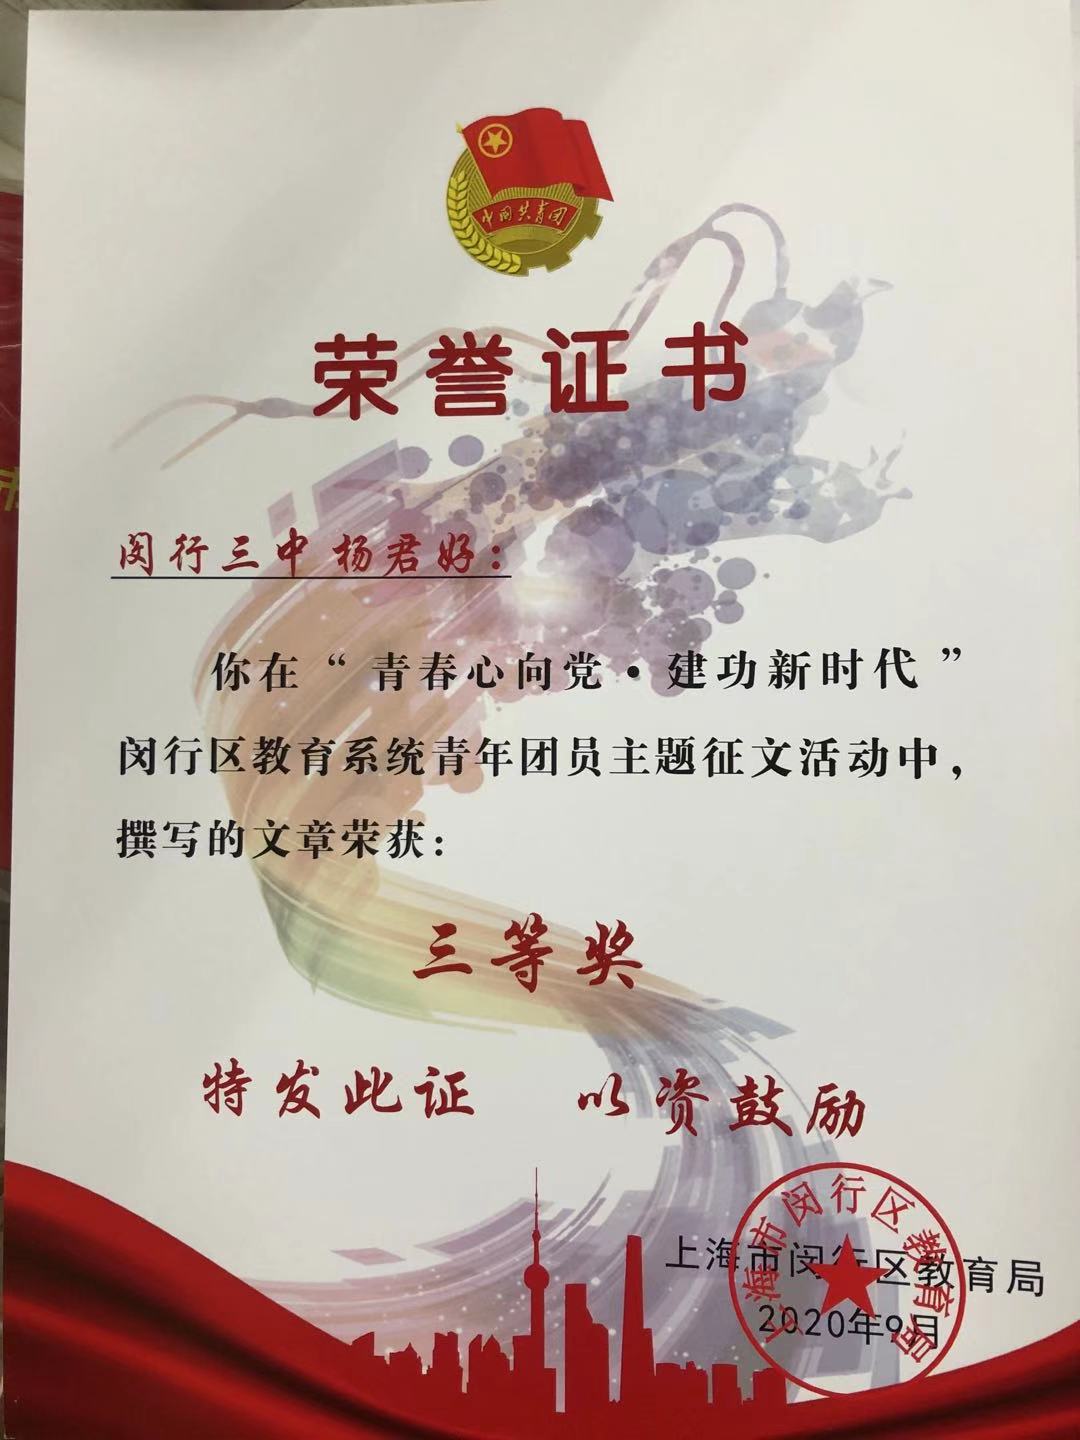 中国共青团
荣誉证书
闵行三中 杨君好：
你在“青春心向党·建功新时代”
闵行区教育系统青年团员主题征文活动中，
撰写的文章荣获：
三等奖
特发此证 以资鼓励
上海市闵行区教育局
2020年9月
上海市闵行区教育局
市